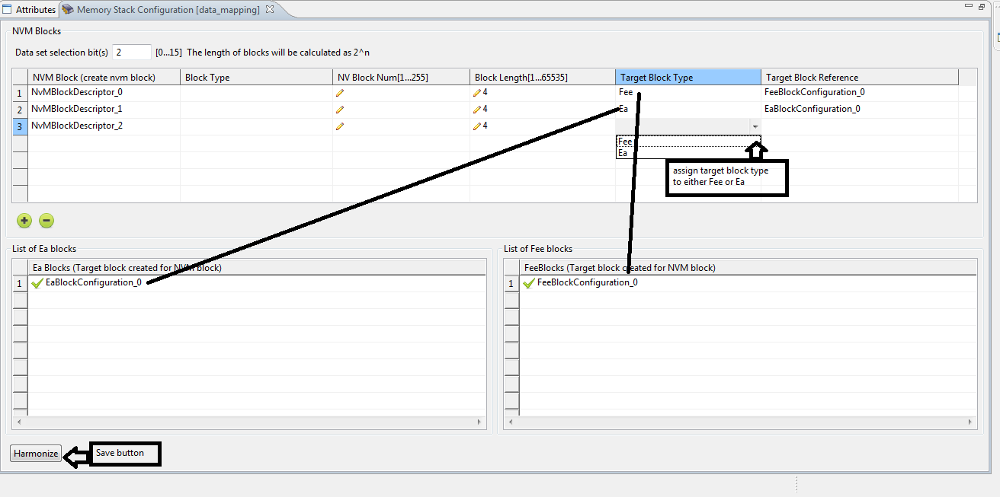 Attributes Memory Stack Configuration [data_mapping]
NVM Blocks
Data set selection bit(s) 2 [0...15] The length of blocks will be calculated as 2^n
NVM Block (create nvm block) Block Type NV Block Num[1...255] Block Length[1...65535] Target Block Type Target Block Reference
1 NvMBlockDescriptor_0 4 Fee FeeBlockConfiguration_0
2 NvMBlockDescriptor_1 4 Ea EaBlockConfiguration_0
3 NvMBlockDescriptor_2 4
Fee
Ea
assign target block type
to either Fee or Ea
List of Ea blocks
Ea Blocks (Target block created for NVM block)
1 EaBlockConfiguration_0
List of Fee blocks
FeeBlocks (Target block created for NVM block)
1 FeeBlockConfiguration_0
Harmonize Save button